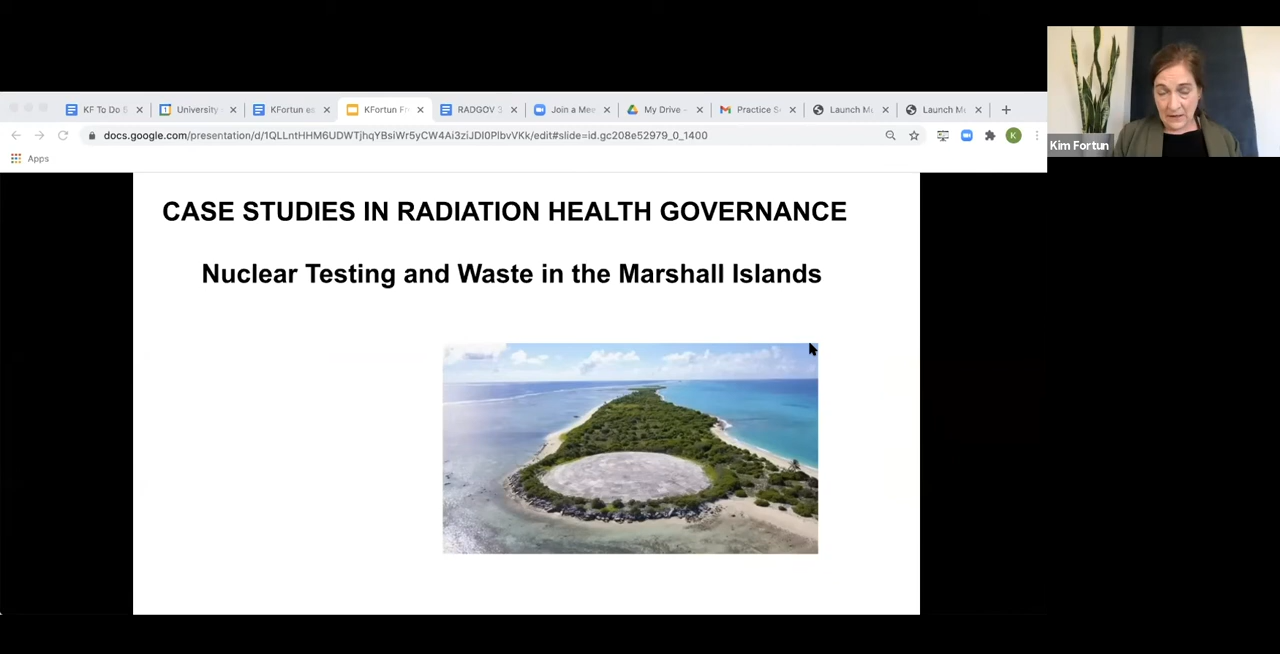 KF To Do 5
University
KFortun es
KFortun Fr
RADGOV 3
Join a Mee
My Drive -
Practice S
Launch Me
Launch Me
docs.google.com/presentation/d/1QLLntHHM6UDWTjhqYBsiWr5yCW4Ai3ziJDI0PlbvVKk/edit#slide=id.gc208e52979_0_1400
K
Apps
Kim Fortun
CASE STUDIES IN RADIATION HEALTH GOVERNANCE
Nuclear Testing and Waste in the Marshall Islands